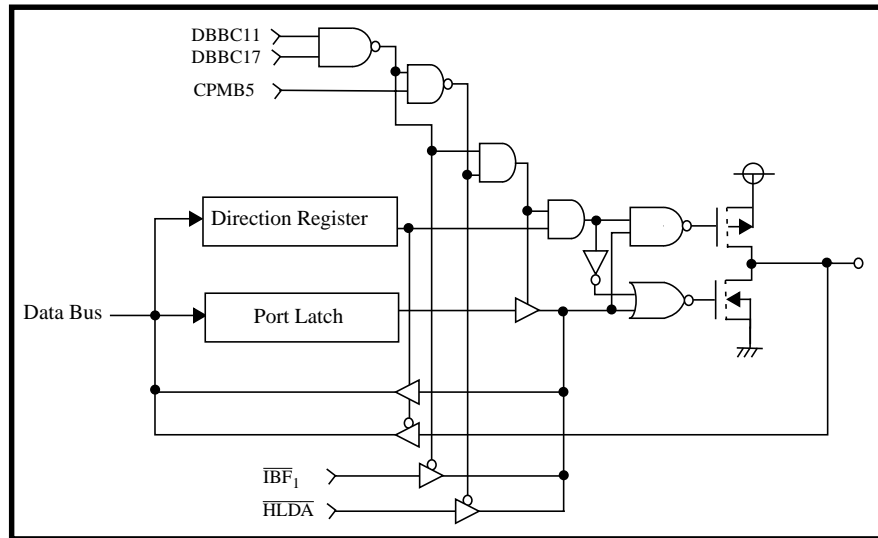 DBBC11
DBBC17
CPMB5
Direction Register
Data Bus
Port Latch
IBF1
HLDA